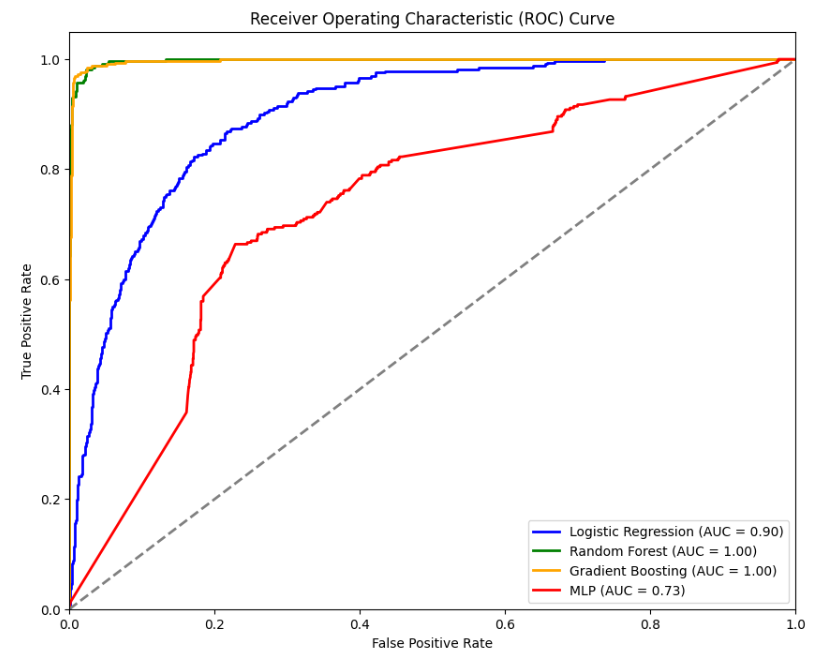 Receiver Operating Characteristic (ROC) Curve
1.0
0.8
0.6
0.4
0.2
0.0
True Positive Rate
Logistic Regression (AUC = 0.90)
Random Forest (AUC = 1.00)
Gradient Boosting (AUC = 1.00)
MLP (AUC = 0.73)
0.0 0.2 0.4 0.6 0.8 1.0
False Positive Rate